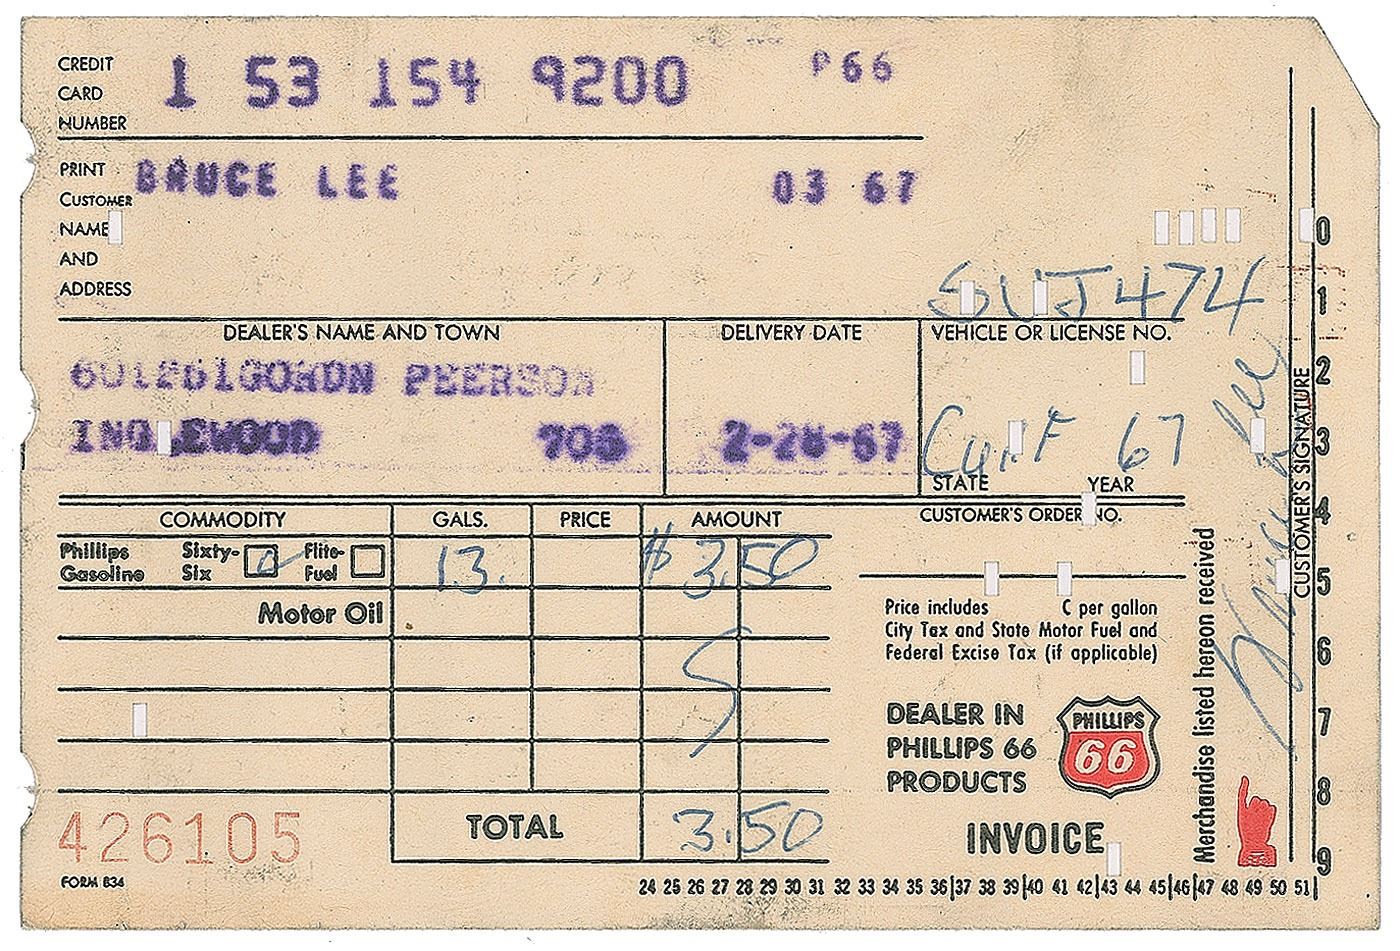 CREDIT CARD NUMBER
1 53 154 9200 P66
PRINT CUSTOMER NAME AND ADDRESS
BRUCE LEE 03 67
SUJ474
DEALER'S NAME AND TOWN
DELIVERY DATE
VEHICLE OR LICENSE NO.
PEERSON
INGLEWOOD 708
2-28-67
Calif 67
STATE YEAR
CUSTOMER'S ORDER NO.
COMMODITY GALS. PRICE AMOUNT
Phillips Gasoline Sixty-Six Flite-Fuel 13. $3.50
Motor Oil
Price includes ¢ per gallon
City Tax and State Motor Fuel and
Federal Excise Tax (if applicable)
DEALER IN
PHILLIPS 66
PRODUCTS
PHILLIPS
66
INVOICE
TOTAL 3.50
426105
FORM 834
24 25 26 27 28 29 30 31 32 33 34 35 36 37 38 39 40 41 42 43 44 45 46 47 48 49 50 51
Merchandise listed hereon received
Bruce Lee
CUSTOMER'S SIGNATURE
0
1
2
3
4
5
6
7
8
9